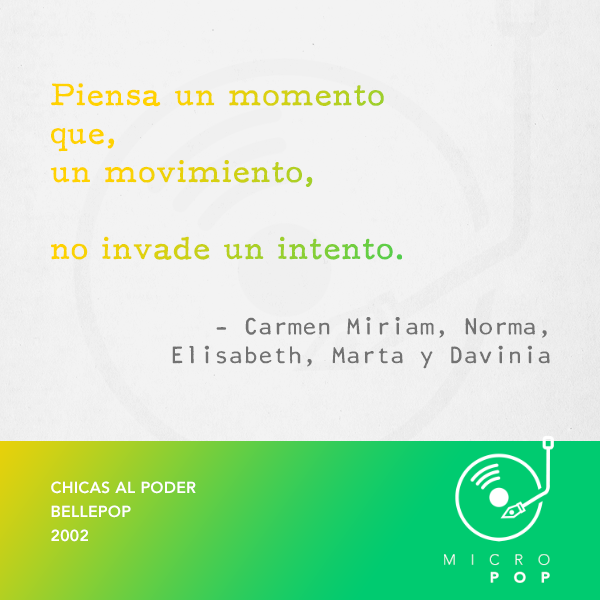 Piensa un momento
que,
un movimiento,
no invade un intento.
– Carmen Miriam, Norma,
Elisabeth, Marta y Davinia
CHICAS AL PODER
BELLEPOP
2002
MICRO
POP